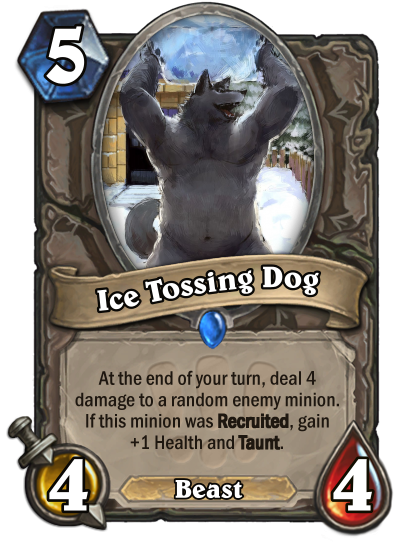 5
Ice Tossing Dog
At the end of your turn, deal 4
damage to a random enemy minion.
If this minion was Recruited, gain
+1 Health and Taunt.
4
Beast
4